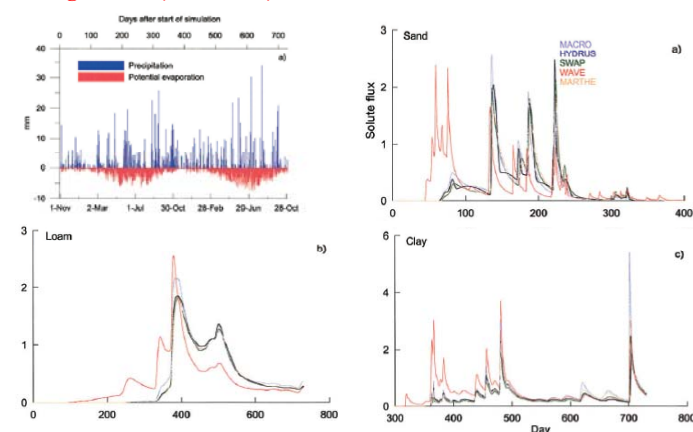 Days after start of simulation
0 100 200 300 400 500 600 700
40
30
20
10
0
-10
mm
a)
Precipitation
Potential evaporation
1-Nov 2-Mar 1-Jul 30-Oct 28-Feb 29-Jun 28-Oct
Sand
a)
MACRO
HYDRUS
SWAP
WAVE
MARTHE
Solute flux
3
2
1
0
0 100 200 300 400
Loam
b)
3
2
1
0
0 200 400 600 800
Clay
c)
6
4
2
0
300 400 500 600 700 800
Day